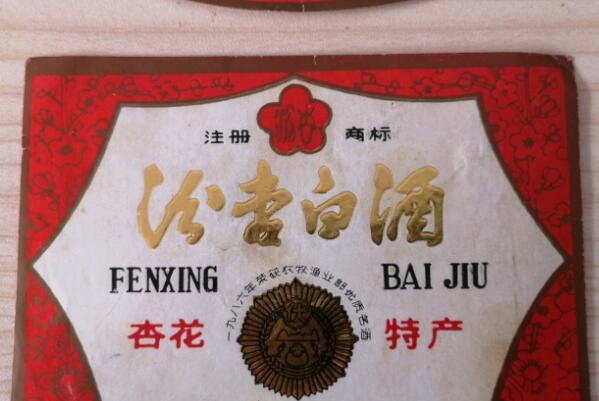 注册 商标
汾杏白酒
FENXING BAI JIU
一九八六年荣获农牧渔业部优质名酒
杏花 特产